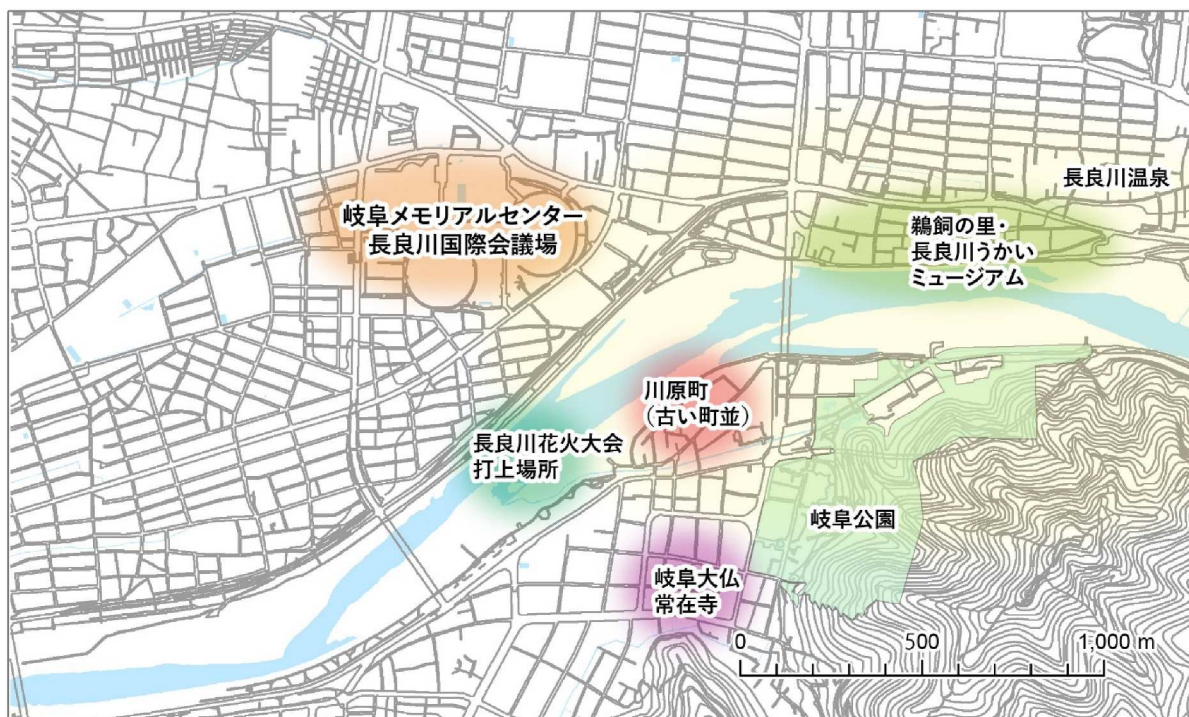 長良川温泉
岐阜メモリアルセンター
長良川国際会議場
鵜飼の里・
長良川うかい
ミュージアム
川原町
（古い町並）
長良川花火大会
打上場所
岐阜公園
岐阜大仏
常在寺
0 500 1,000 m